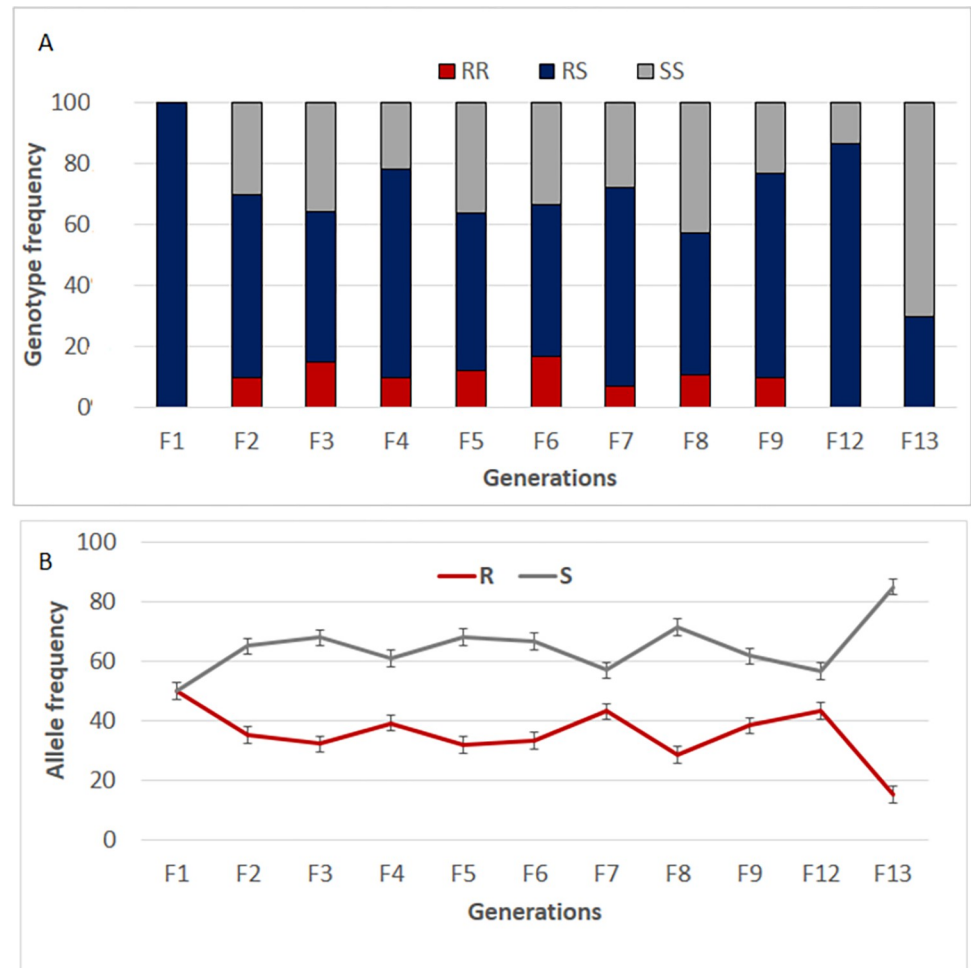 A
RR RS SS
100
80
60
40
20
0
Genotype frequency
F1 F2 F3 F4 F5 F6 F7 F8 F9 F12 F13
Generations
B
R S
100
80
60
40
20
0
Allele frequency
F1 F2 F3 F4 F5 F6 F7 F8 F9 F12 F13
Generations